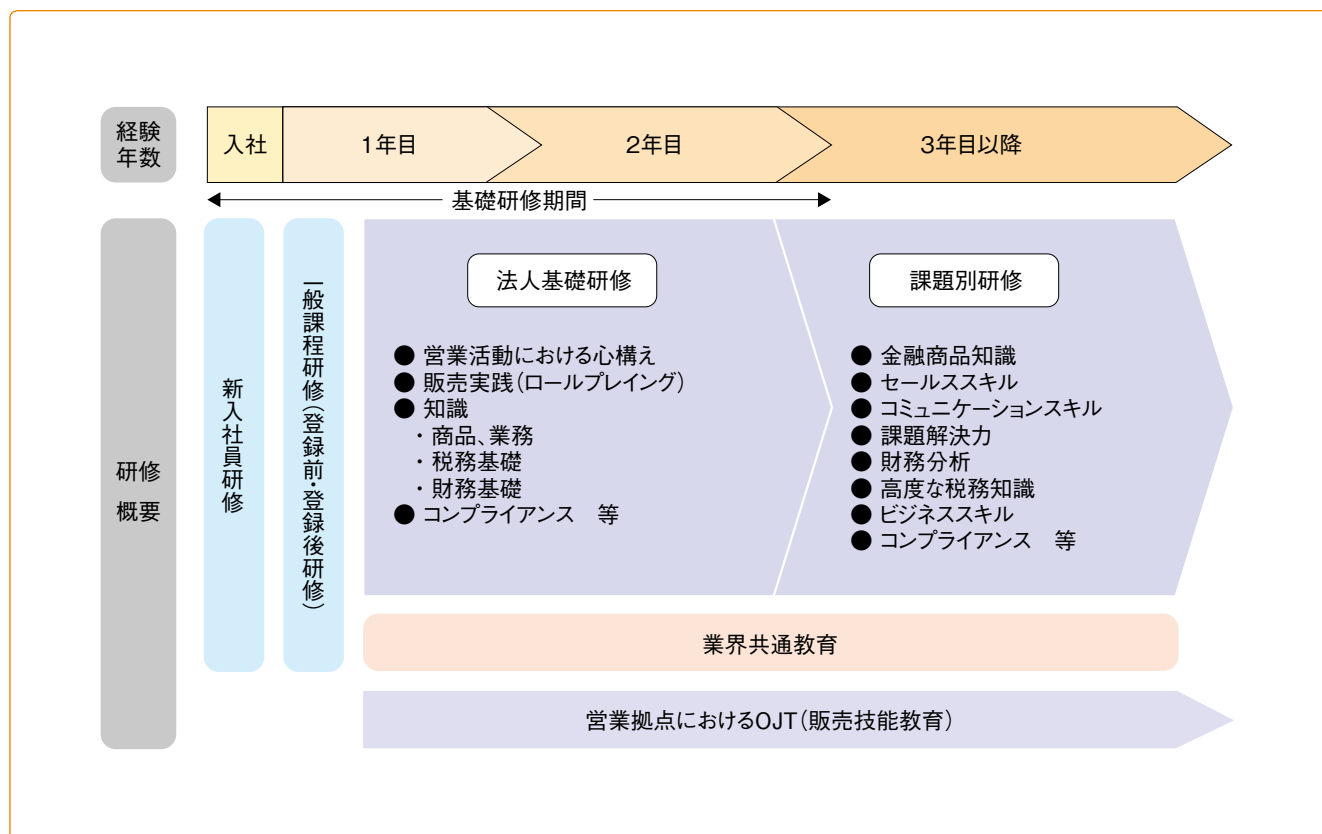 経験
年数
入社
1年目
2年目
3年目以降
基礎研修期間
研修
概要
新入社員研修
一般課程研修（登録前・登録後研修）
法人基礎研修
● 営業活動における心構え
● 販売実践（ロールプレイング）
● 知識
・ 商品、業務
・ 税務基礎
・ 財務基礎
● コンプライアンス　等
課題別研修
● 金融商品知識
● セールススキル
● コミュニケーションスキル
● 課題解決力
● 財務分析
● 高度な税務知識
● ビジネススキル
● コンプライアンス　等
業界共通教育
営業拠点におけるOJT（販売技能教育）